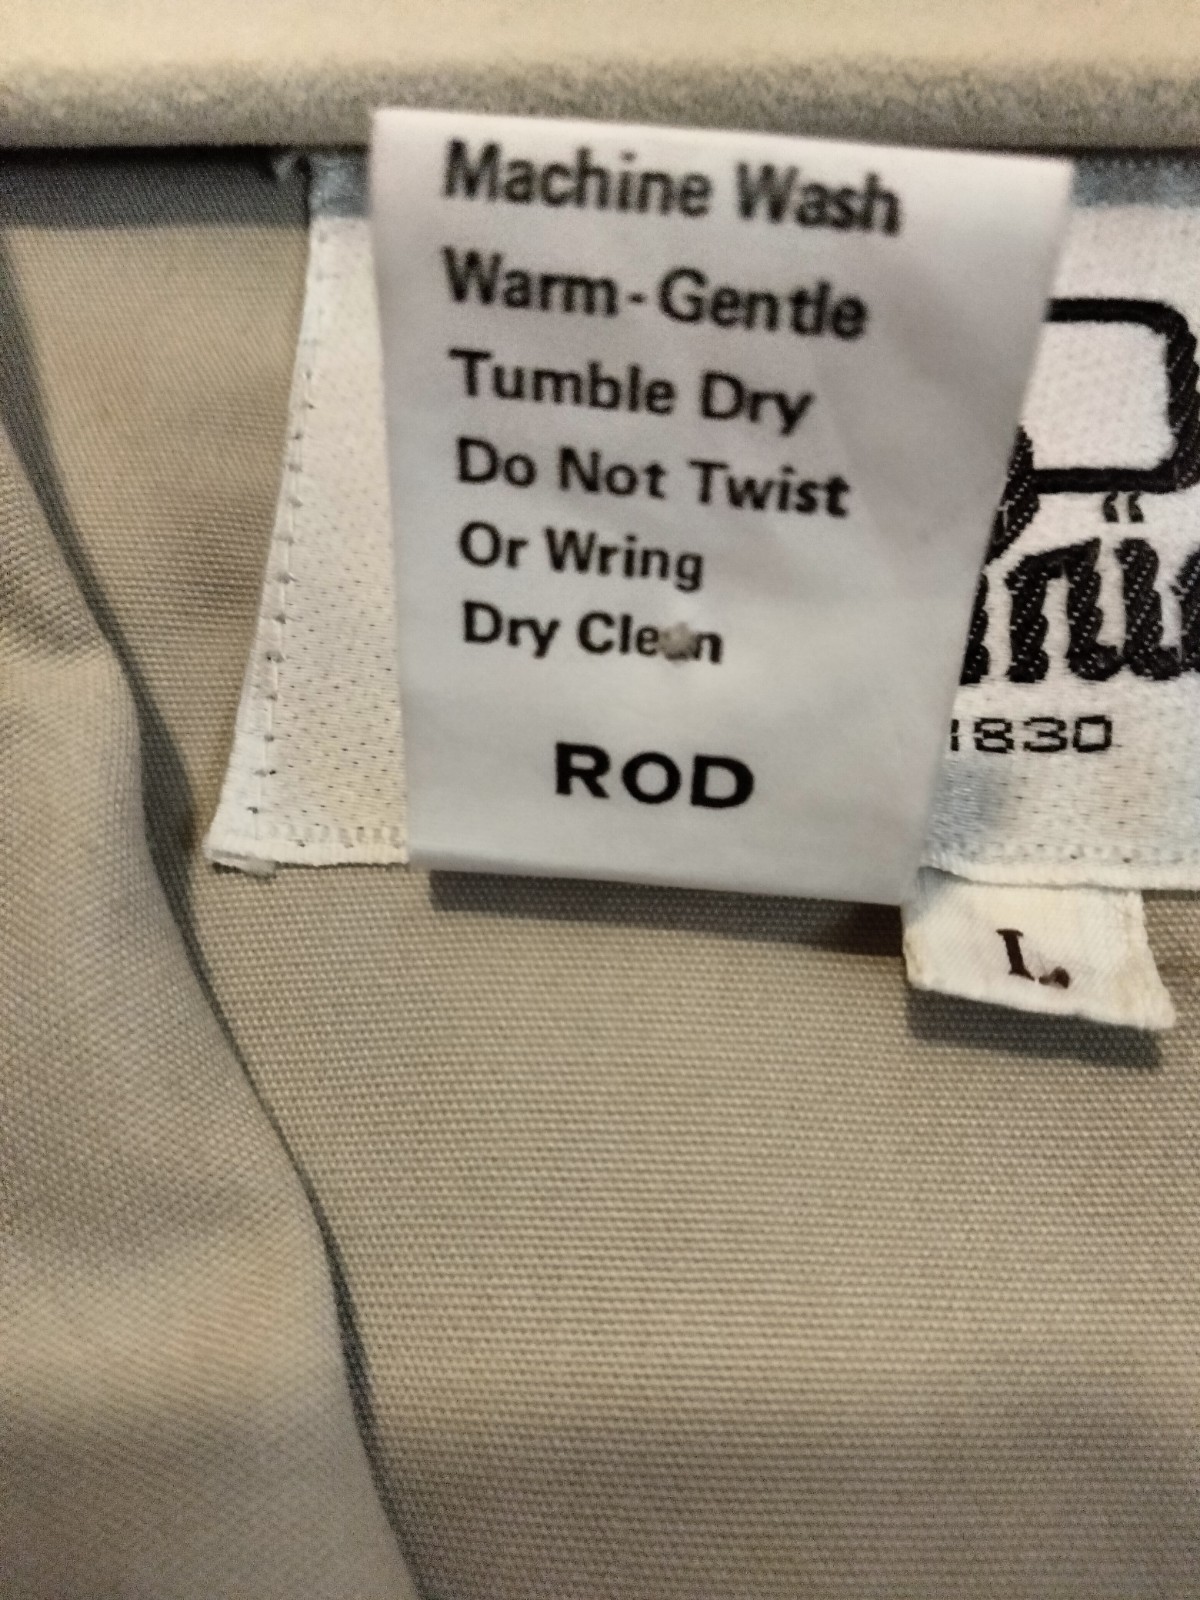 Machine Wash
Warm-Gentle
Tumble Dry
Do Not Twist
Or Wring
Dry Clean
ROD
1830
L